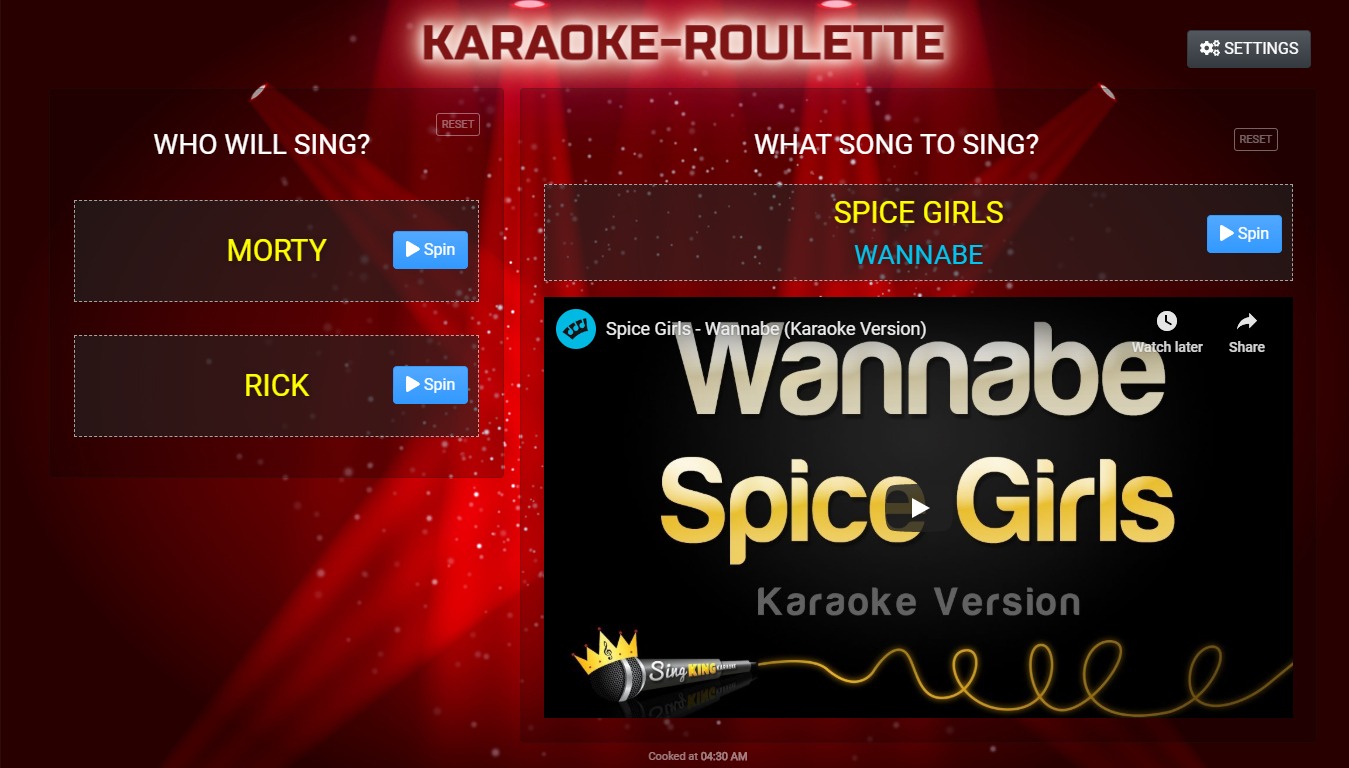 KARAOKE-ROULETTE
SETTINGS
WHO WILL SING?
RESET
MORTY
Spin
RICK
Spin
WHAT SONG TO SING?
RESET
SPICE GIRLS
WANNABE
Spin
Spice Girls - Wannabe (Karaoke Version)
Watch later
Share
Wannabe
Spice Girls
Karaoke Version
SingKING KARAOKE
Cooked at 04:30 AM